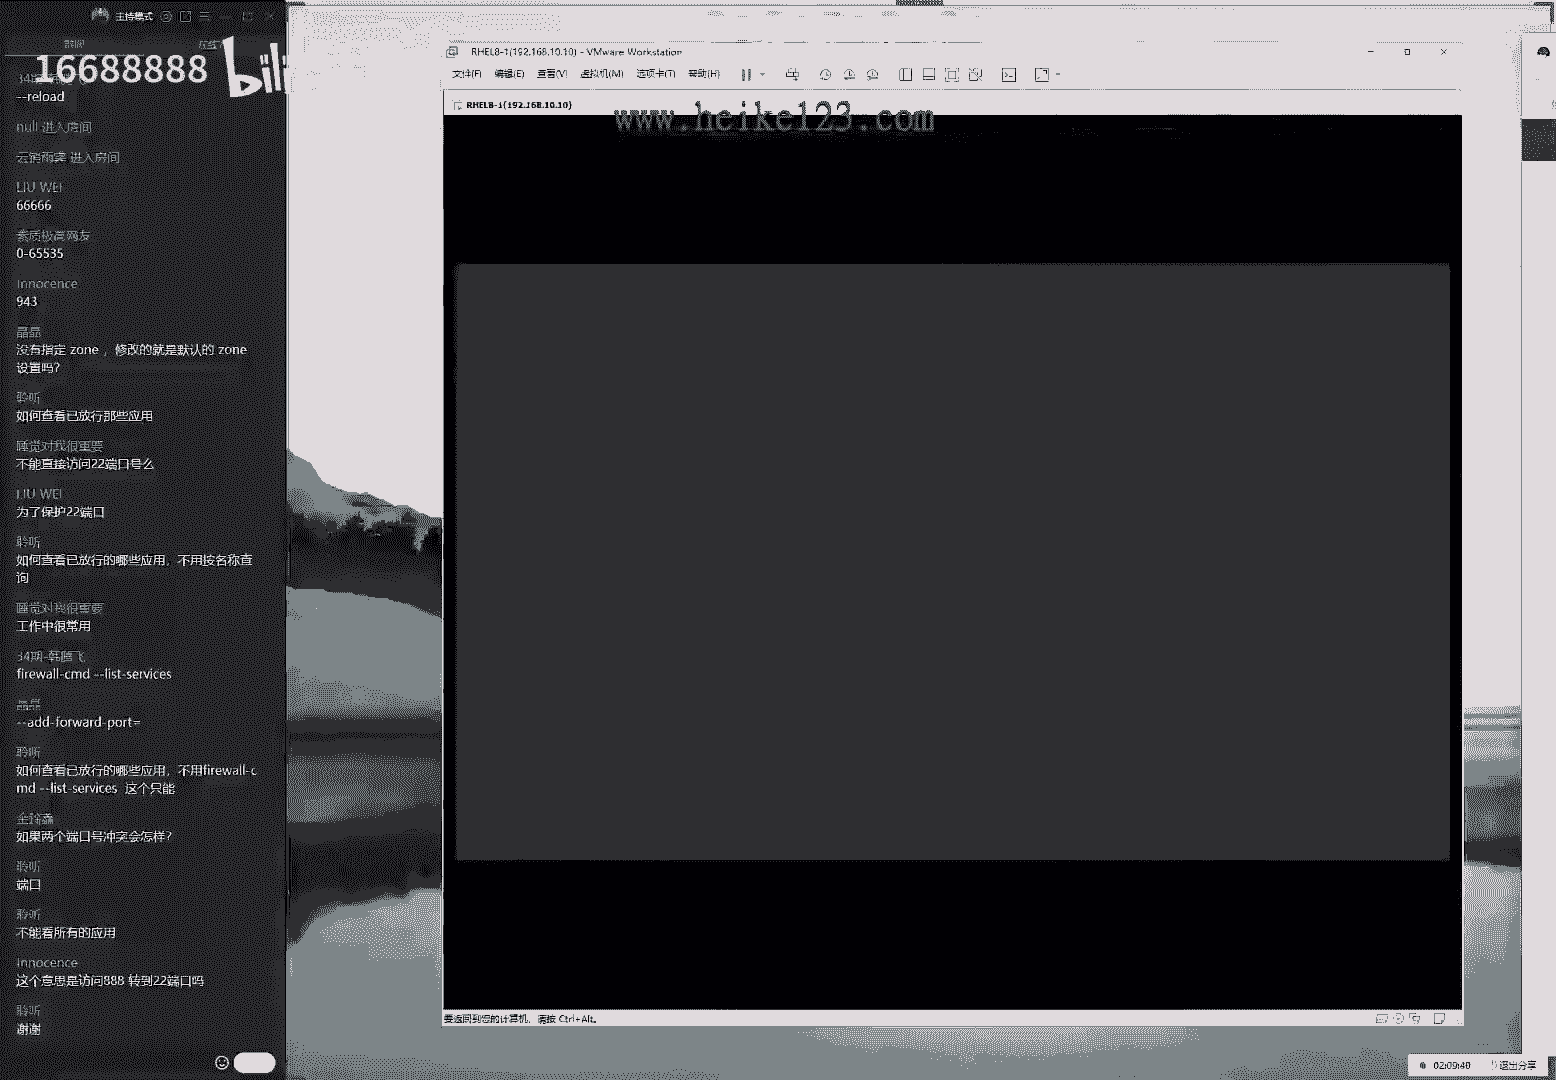 主持模式
16688888
bili
--reload
null 进入房间
云销雨霁 进入房间
LIU WEI
66666
素质极高网友
0-65535
Innocence
943
晶晶
没有指定 zone ，修改的就是默认的 zone
设置吗?
聆听
如何查看已放行那些应用
睡觉对我很重要
不能直接访问22端口号么
LIU WEI
为了保护22端口
聆听
如何查看已放行的哪些应用，不用按名称查
询
睡觉对我很重要
工作中很常用
34期-韩腾飞
firewall-cmd --list-services
晶晶
--add-forward-port=
聆听
如何查看已放行的哪些应用，不用firewall-c
md --list-services 这个只能
如果两个端口号冲突会怎样?
聆听
端口
聆听
不能看所有的应用
Innocence
这个意思是访问888 转到22端口吗
聆听
谢谢
RHEL8-1(192.168.10.10) - VMware Workstation
文件(F) 编辑(E) 查看(V) 虚拟机(M) 选项卡(T) 帮助(H)
RHEL8-1(192.168.10.10)
www.heike123.com
要返回到您的计算机，请按 Ctrl+Alt。
02:09:40 退出分享